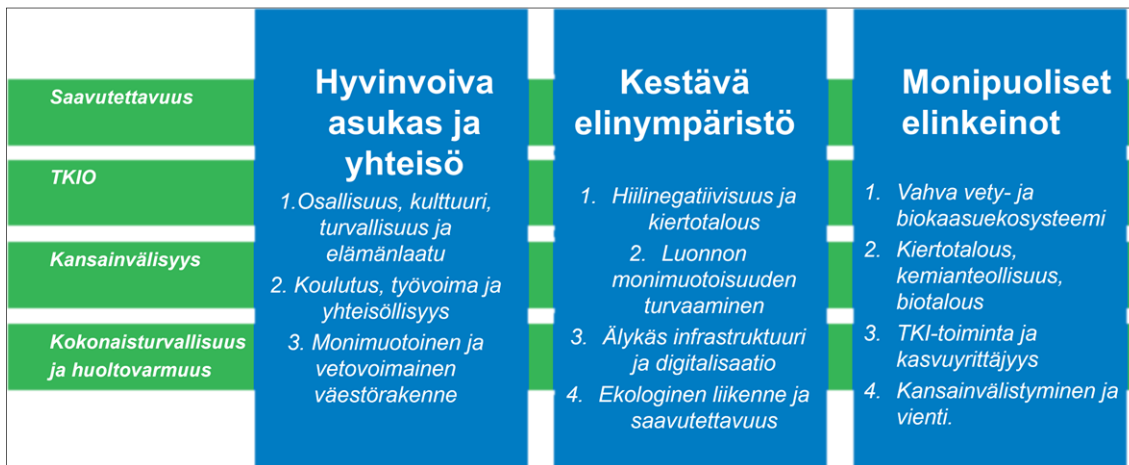 Saavutettavuus
TKIO
Kansainvälisyys
Kokonaisturvallisuus
ja huoltovarmuus
Hyvinvoiva
asukas ja
yhteisö
1.Osallisuus, kulttuuri,
turvallisuus ja
elämänlaatu
2. Koulutus, työvoima ja
yhteisöllisyys
3. Monimuotoinen ja
vetovoimainen
väestörakenne
Kestävä
elinympäristö
1. Hiilinegatiivisuus ja
kiertotalous
2. Luonnon
monimuotoisuuden
turvaaminen
3. Älykäs infrastruktuuri
ja digitalisaatio
4. Ekologinen liikenne ja
saavutettavuus
Monipuoliset
elinkeinot
1. Vahva vety- ja
biokaasuekosysteemi
2. Kiertotalous,
kemianteollisuus,
biotalous
3. TKI-toiminta ja
kasvuyrittäjyys
4. Kansainvälistyminen ja
vienti.